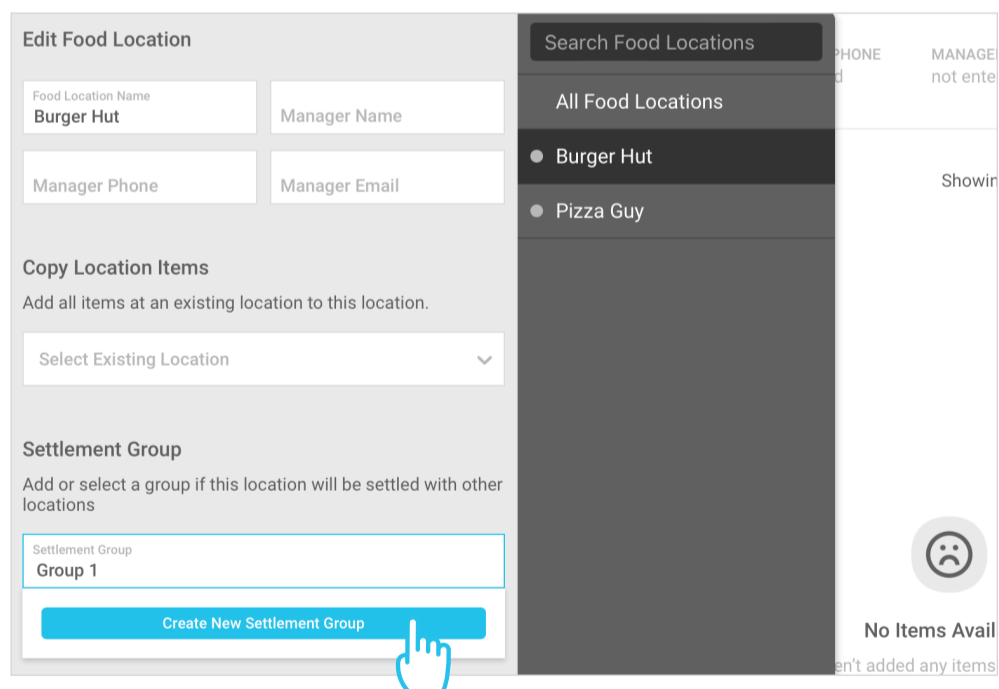 Edit Food Location
Food Location Name
Burger Hut
Manager Name
Manager Phone
Manager Email
Copy Location Items
Add all items at an existing location to this location.
Select Existing Location
Settlement Group
Add or select a group if this location will be settled with other
locations
Settlement Group
Group 1
Create New Settlement Group
Search Food Locations
All Food Locations
Burger Hut
Pizza Guy
PHONE
MANAGE
d
not ente
Showin
No Items Avail
en't added any items